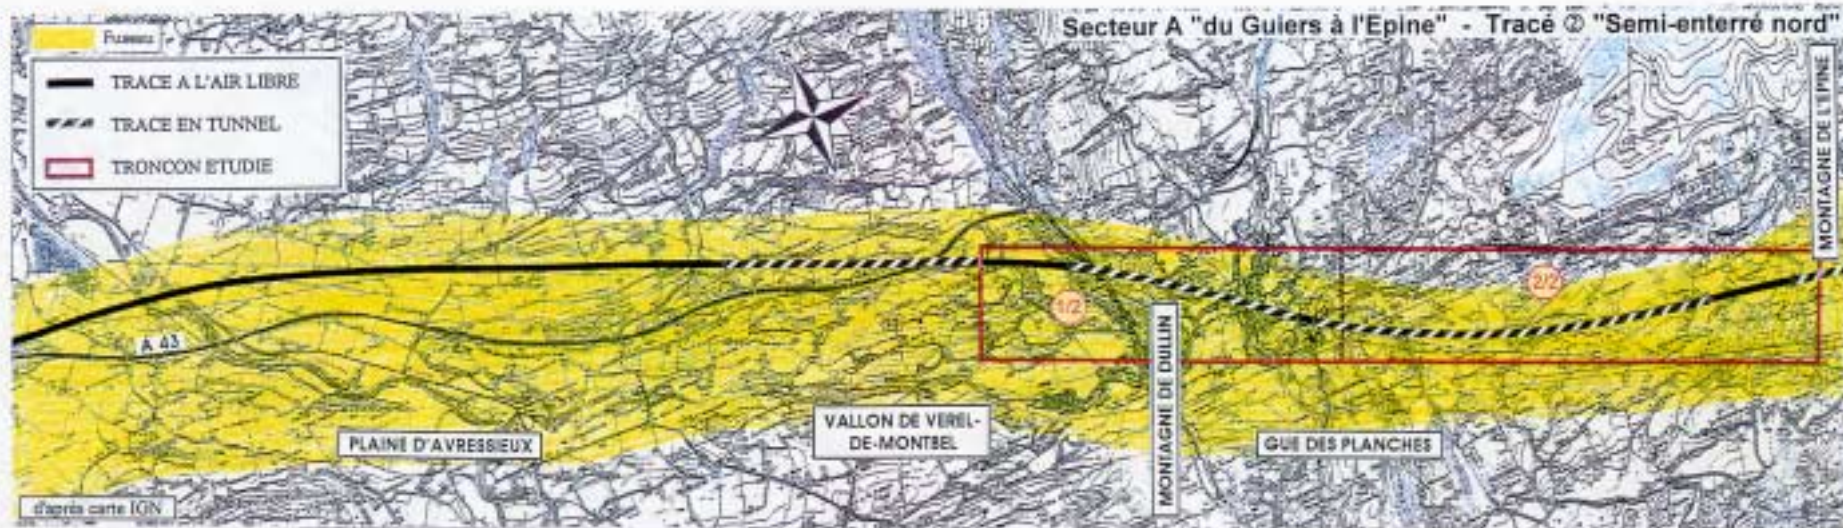 Secteur A "du Guiers à l'Epine" - Tracé ② "Semi-enterré nord"
Fuseau
TRACE A L'AIR LIBRE
TRACE EN TUNNEL
TRONCON ETUDIE
MONTAGNE DE L'EPINE
A 43
1/2
2/2
MONTAGNE DE DULLIN
PLAINE D'AVRESSIEUX
VALLON DE VEREL-
DE-MONTBEL
GUE DES PLANCHES
d'après carte IGN